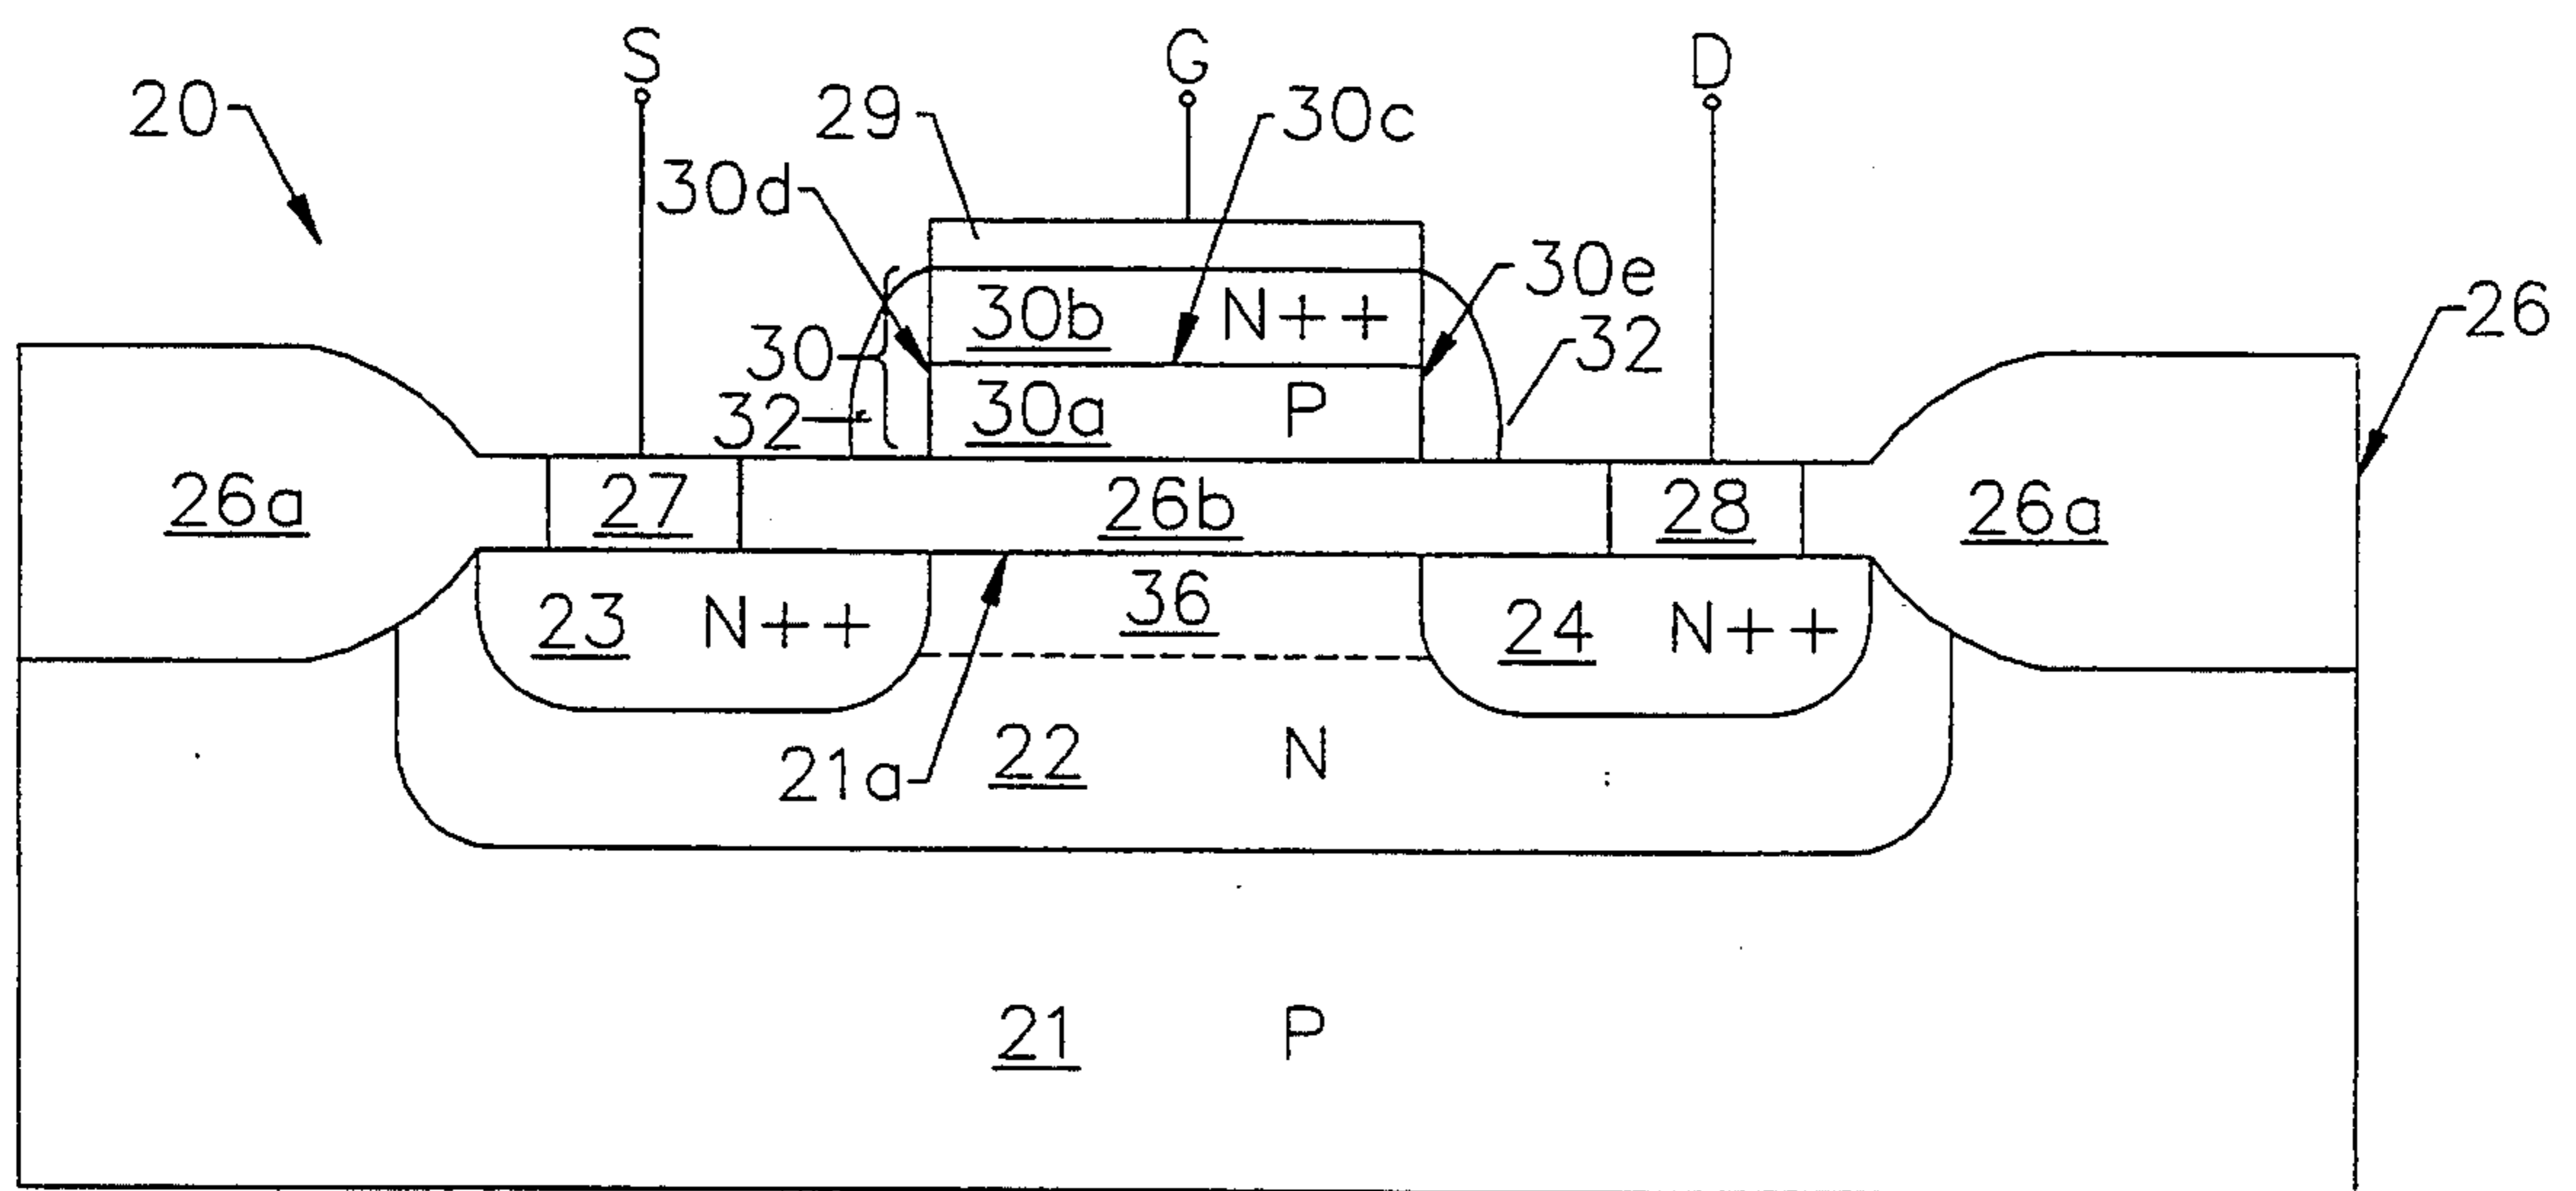 S G D
20 29 30c
30d
30e
30b N++ 26
30 32
32 30a P
26a 27 26b 28 26a
23 N++ 36 24 N++
21a 22 N
21 P